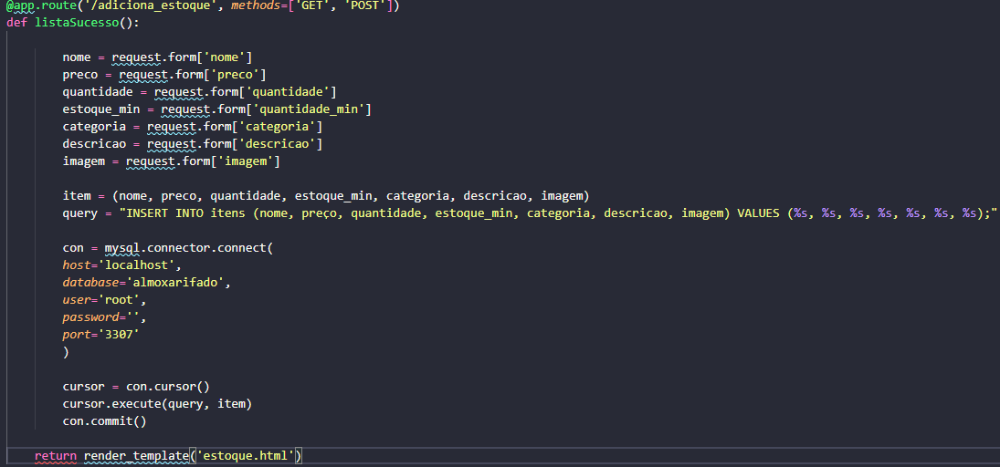 @app.route('/adiciona_estoque', methods=['GET', 'POST'])
def listaSucesso():
nome = request.form['nome']
preco = request.form['preco']
quantidade = request.form['quantidade']
estoque_min = request.form['quantidade_min']
categoria = request.form['categoria']
descricao = request.form['descricao']
imagem = request.form['imagem']
item = (nome, preco, quantidade, estoque_min, categoria, descricao, imagem)
query = "INSERT INTO itens (nome, preço, quantidade, estoque_min, categoria, descricao, imagem) VALUES (%s, %s, %s, %s, %s, %s, %s);"
con = mysql.connector.connect(
host='localhost',
database='almoxarifado',
user='root',
password='',
port='3307'
)
cursor = con.cursor()
cursor.execute(query, item)
con.commit()
return render_template('estoque.html')